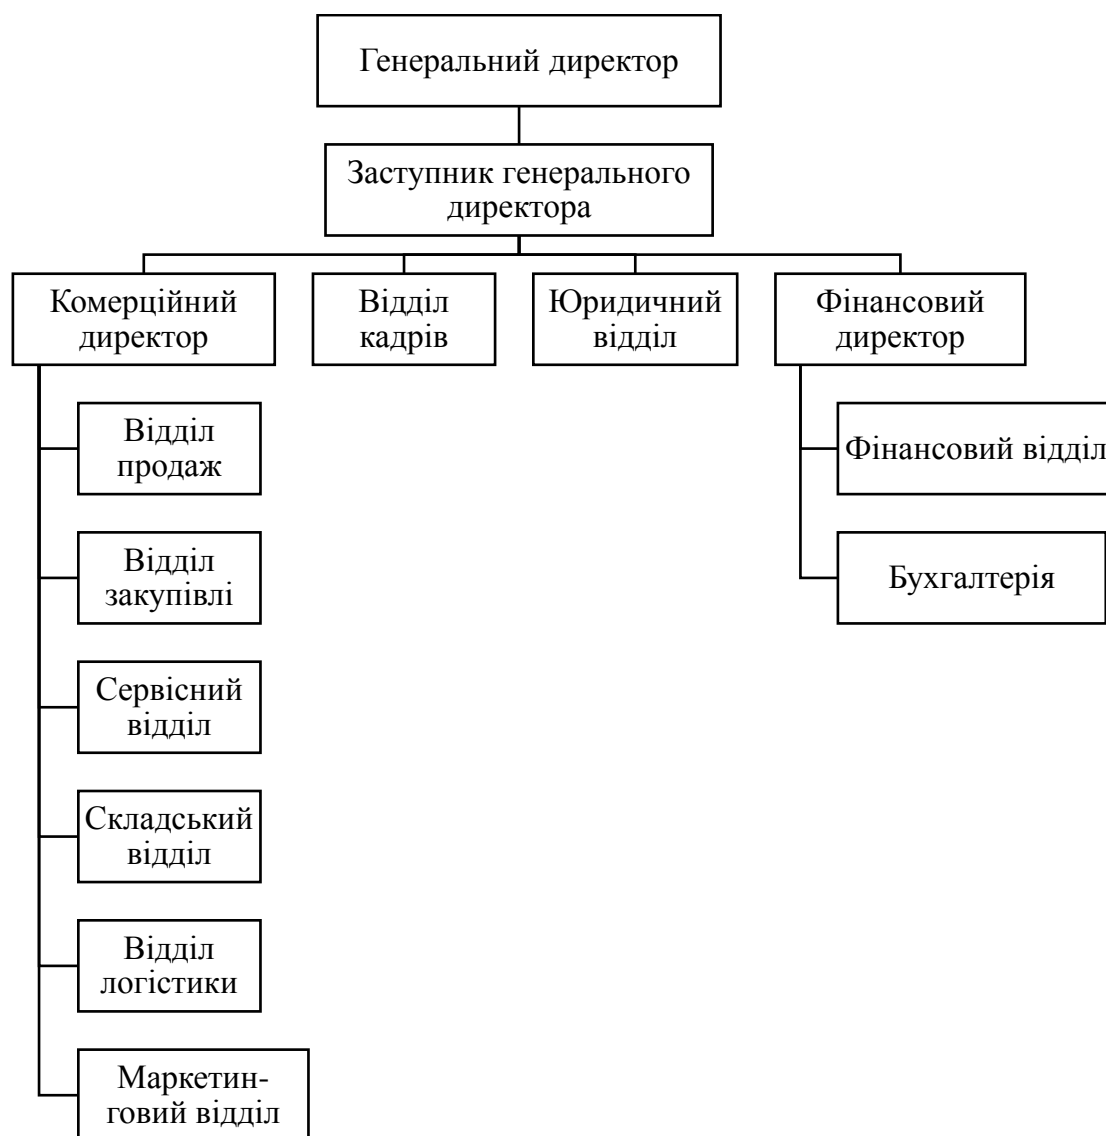 Генеральний директор
Заступник генерального
директора
Комерційний
директор
Відділ
кадрів
Юридичний
відділ
Фінансовий
директор
Відділ
продаж
Відділ
закупівлі
Сервісний
відділ
Складський
відділ
Відділ
логістики
Маркетин-
говий відділ
Фінансовий відділ
Бухгалтерія